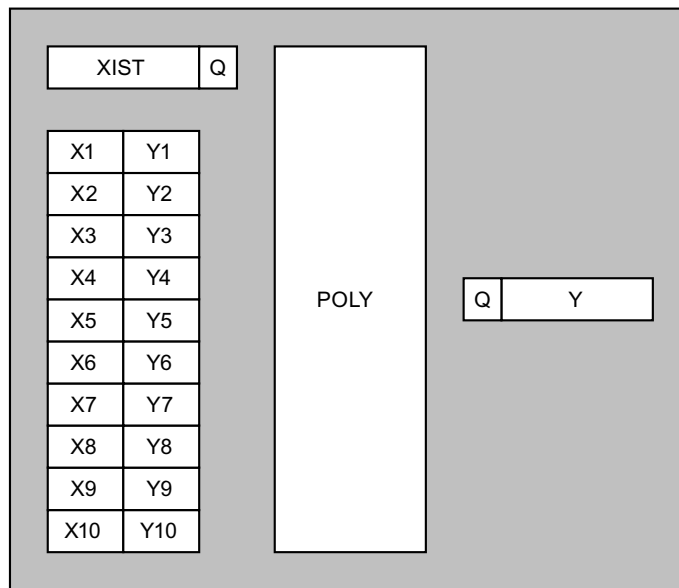 XIST Q
X1 Y1
X2 Y2
X3 Y3
X4 Y4
X5 Y5
X6 Y6
X7 Y7
X8 Y8
X9 Y9
X10 Y10
POLY
Q Y